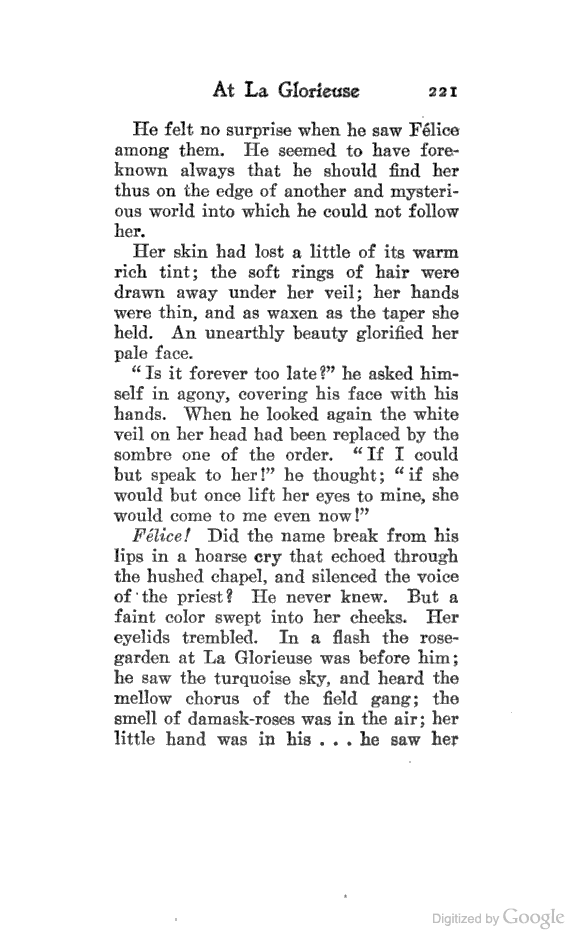 At La Glorieuse 221
He felt no surprise when he saw Félice
among them. He seemed to have fore-
known always that he should find her
thus on the edge of another and mysteri-
ous world into which he could not follow
her.
Her skin had lost a little of its warm
rich tint; the soft rings of hair were
drawn away under her veil; her hands
were thin, and as waxen as the taper she
held. An unearthly beauty glorified her
pale face.
“Is it forever too late?” he asked him-
self in agony, covering his face with his
hands. When he looked again the white
veil on her head had been replaced by the
sombre one of the order. “If I could
but speak to her!” he thought; “if she
would but once lift her eyes to mine, she
would come to me even now!”
Félice! Did the name break from his
lips in a hoarse cry that echoed through
the hushed chapel, and silenced the voice
of the priest? He never knew. But a
faint color swept into her cheeks. Her
eyelids trembled. In a flash the rose-
garden at La Glorieuse was before him;
he saw the turquoise sky, and heard the
mellow chorus of the field gang; the
smell of damask-roses was in the air; her
little hand was in his . . . he saw her
Digitized by Google